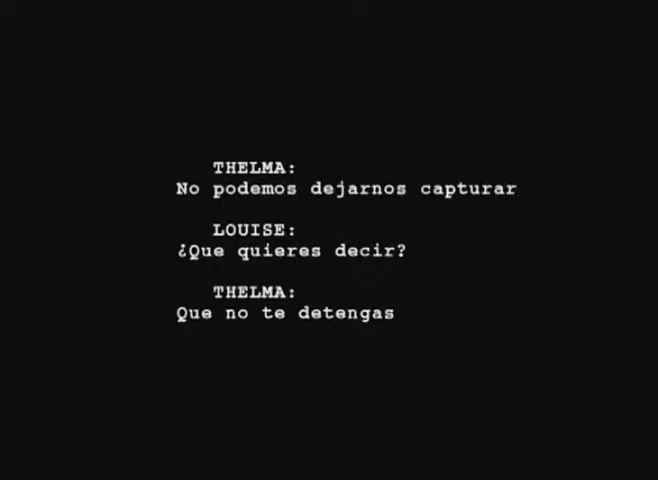 THELMA:
No podemos dejarnos capturar
LOUISE:
¿Que quieres decir?
THELMA:
Que no te detengas